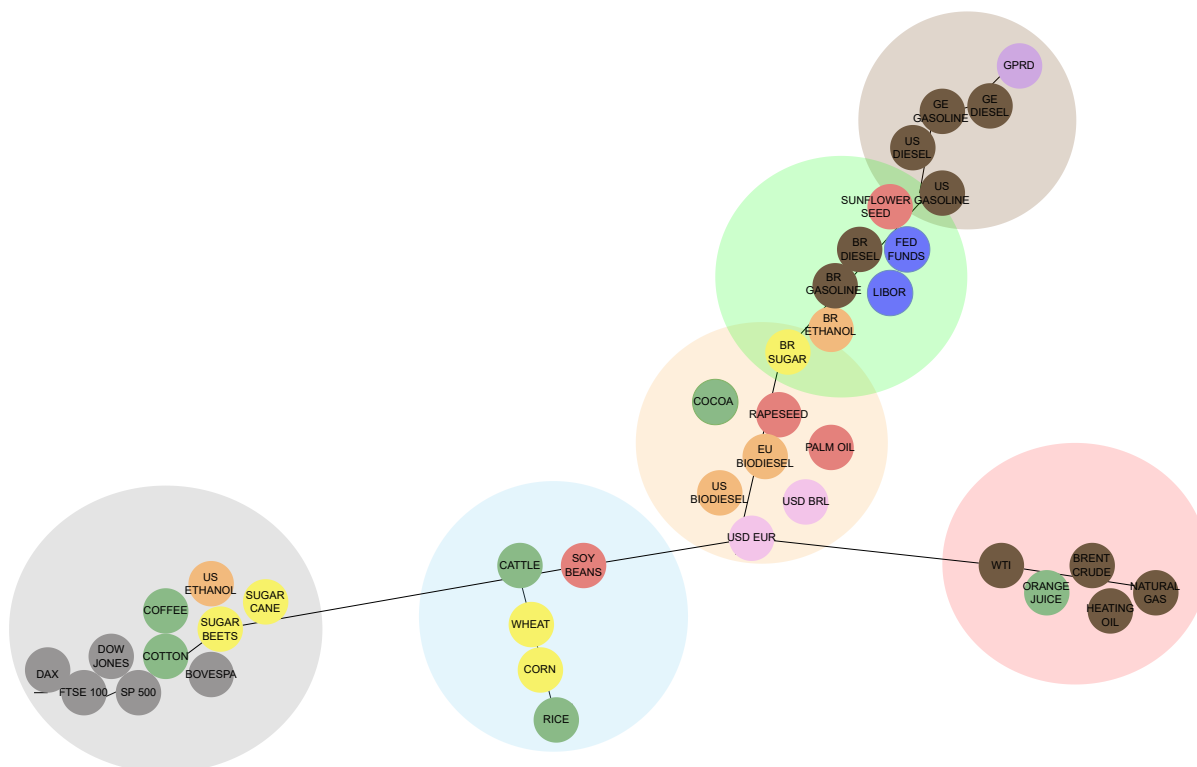 GPRD
GE
DIESEL
GE
GASOLINE
US
DIESEL
US
GASOLINE
SUNFLOWER
SEED
BR
DIESEL
FED
FUNDS
BR
GASOLINE
LIBOR
BR
ETHANOL
BR
SUGAR
COCOA
RAPESEED
EU
BIODIESEL
PALM OIL
US
BIODIESEL
USD BRL
USD EUR
CATTLE
SOY
BEANS
WHEAT
CORN
RICE
WTI
BRENT
CRUDE
ORANGE
JUICE
NATURAL
GAS
HEATING
OIL
US
ETHANOL
SUGAR
CANE
COFFEE
SUGAR
BEETS
DOW
JONES
COTTON
DAX
BOVESPA
FTSE 100
SP 500